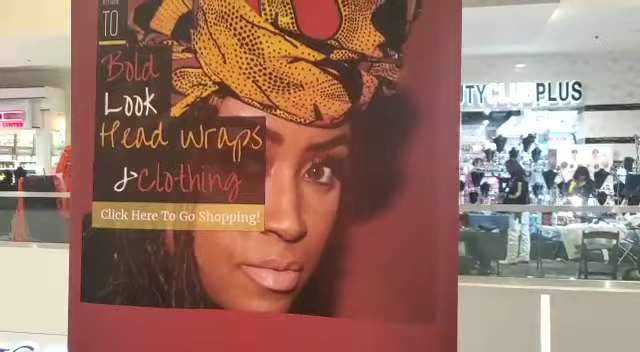 TO
Bold
Look
Head Wraps
& Clothing
Click Here To Go Shopping!
UTY CLUB PLUS